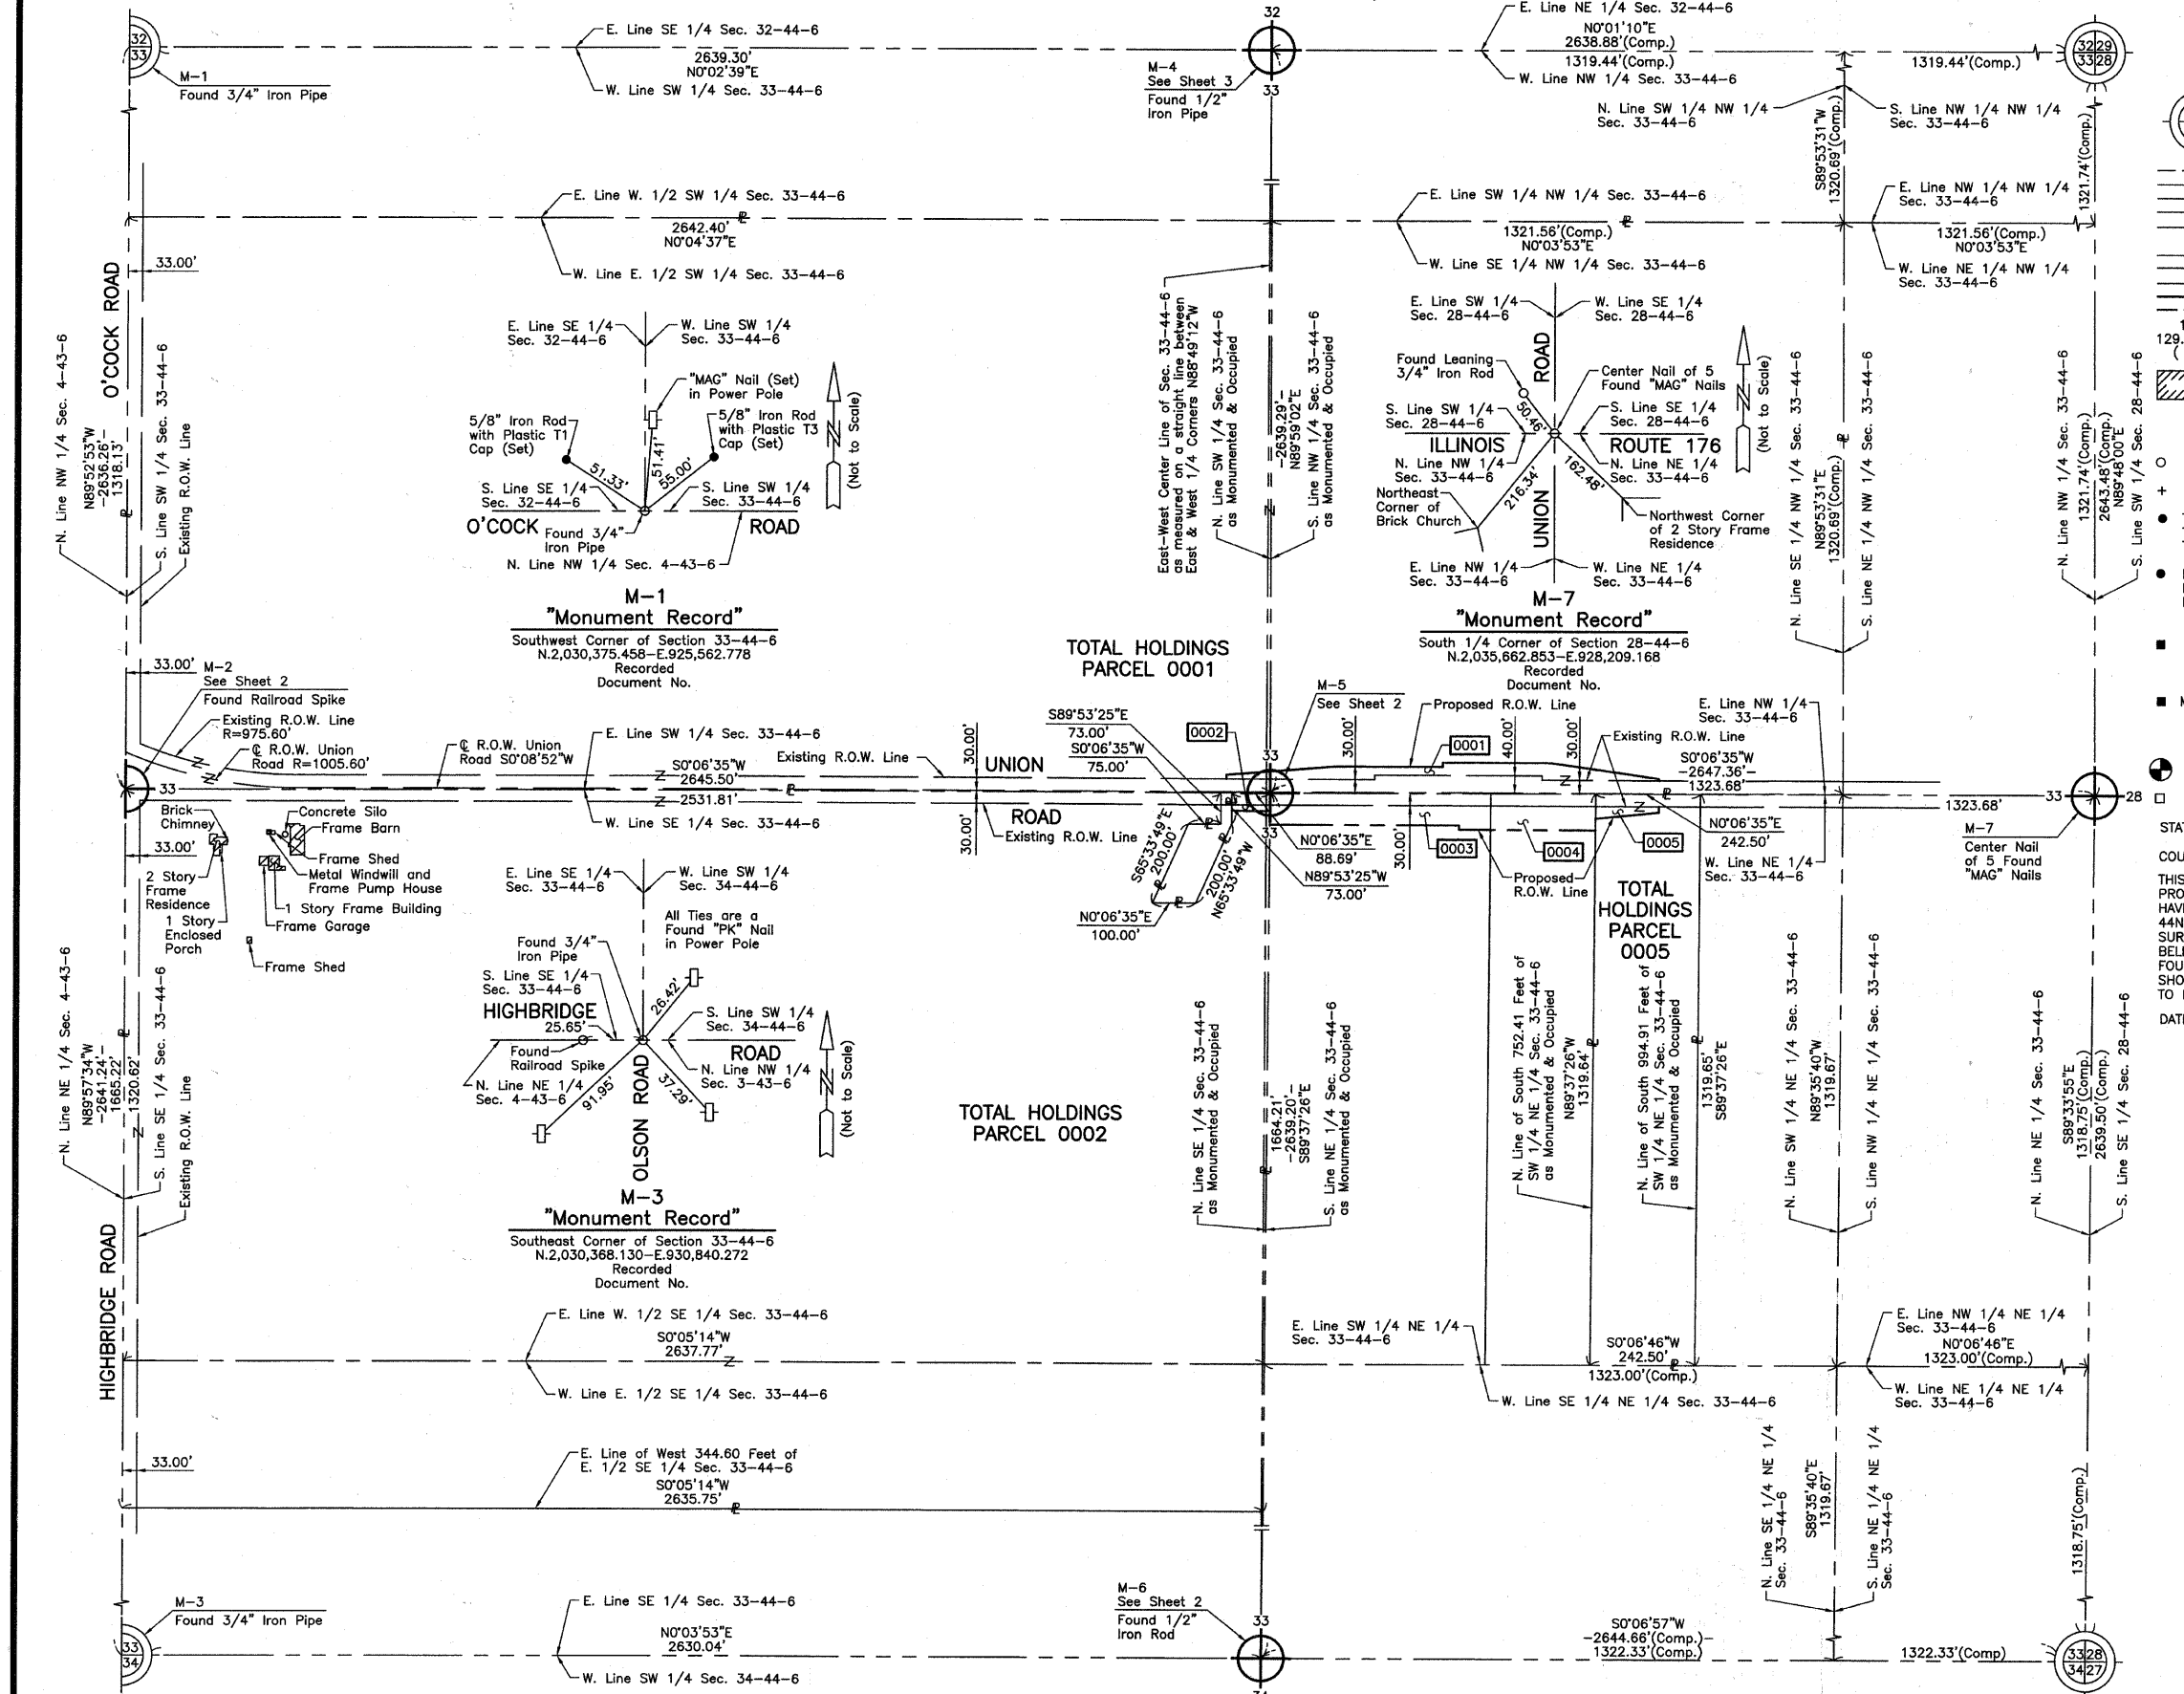 E. Line SE 1/4 Sec. 32-44-6
2639.30'
N0°02'39"E
W. Line SW 1/4 Sec. 33-44-6
32
33
M-1
Found 3/4" Iron Pipe
32
M-4
See Sheet 3
Found 1/2"
Iron Pipe
33
E. Line NE 1/4 Sec. 32-44-6
N0°01'10"E
2638.88'(Comp.)
1319.44'(Comp.)
W. Line NW 1/4 Sec. 33-44-6
1319.44'(Comp.)
32 29
33 28
N. Line SW 1/4 NW 1/4
Sec. 33-44-6
S. Line NW 1/4 NW 1/4
Sec. 33-44-6
S89°53'31"W
1320.69'(Comp.)
1321.74'(Comp.)
E. Line W. 1/2 SW 1/4 Sec. 33-44-6
2642.40'
N0°04'37"E
W. Line E. 1/2 SW 1/4 Sec. 33-44-6
E. Line SW 1/4 NW 1/4 Sec. 33-44-6
1321.56'(Comp.)
N0°03'53"E
W. Line SE 1/4 NW 1/4 Sec. 33-44-6
E. Line NW 1/4 NW 1/4
Sec. 33-44-6
1321.56'(Comp.)
N0°03'53"E
W. Line NE 1/4 NW 1/4
Sec. 33-44-6
33.00'
O'COCK ROAD
N. Line NW 1/4 Sec. 4-43-6
N89°52'53"W
-2636.26'-
1318.13'
S. Line SW 1/4 Sec. 33-44-6
Existing R.O.W. Line
E. Line SE 1/4
Sec. 32-44-6
W. Line SW 1/4
Sec. 33-44-6
"MAG" Nail (Set)
in Power Pole
5/8" Iron Rod
with Plastic T1
Cap (Set)
5/8" Iron Rod
with Plastic T3
Cap (Set)
51.33'
51.41'
55.00'
S. Line SE 1/4
Sec. 32-44-6
S. Line SW 1/4
Sec. 33-44-6
O'COCK
ROAD
Found 3/4"
Iron Pipe
N. Line NW 1/4 Sec. 4-43-6
(Not to Scale)
M-1
"Monument Record"
Southwest Corner of Section 33-44-6
N.2,030,375.458-E.925,562.778
Recorded
Document No.
East-West Center Line of Sec. 33-44-6
as measured on a straight line between
East & West 1/4 Corners N88°49'12"W
N. Line SW 1/4 Sec. 33-44-6
as Monumented & Occupied
-2639.29'-
N89°59'02"E
S. Line NW 1/4 Sec. 33-44-6
as Monumented & Occupied
E. Line SW 1/4
Sec. 28-44-6
W. Line SE 1/4
Sec. 28-44-6
ROAD
Found Leaning
3/4" Iron Rod
Center Nail of 5
Found "MAG" Nails
50.46'
S. Line SW 1/4
Sec. 28-44-6
S. Line SE 1/4
Sec. 28-44-6
ILLINOIS
ROUTE 176
N. Line NW 1/4
Sec. 33-44-6
N. Line NE 1/4
Sec. 33-44-6
216.34'
162.48'
Northeast
Corner of
Brick Church
UNION
Northwest Corner
of 2 Story Frame
Residence
E. Line NW 1/4
Sec. 33-44-6
W. Line NE 1/4
Sec. 33-44-6
(Not to Scale)
M-7
"Monument Record"
South 1/4 Corner of Section 28-44-6
N.2,035,662.853-E.928,209.168
Recorded
Document No.
N. Line SE 1/4 NW 1/4 Sec. 33-44-6
N89°53'31"E
1320.69'(Comp.)
S. Line NE 1/4 NW 1/4 Sec. 33-44-6
N. Line NW 1/4 Sec. 33-44-6
1321.74'(Comp.)
2643.48'(Comp.)
N89°48'00"E
S. Line SW 1/4 Sec. 28-44-6
129.
TOTAL HOLDINGS
PARCEL 0001
33.00'
M-2
See Sheet 2
Found Railroad Spike
Existing R.O.W. Line
R=975.60'
℄ R.O.W. Union
Road R=1005.60'
℄ R.O.W. Union
Road S0°08'52"W
E. Line SW 1/4 Sec. 33-44-6
S0°06'35"W
2645.50'
-2531.81'
W. Line SE 1/4 Sec. 33-44-6
Existing R.O.W. Line
30.00'
UNION
ROAD
Existing R.O.W. Line
30.00'
S89°53'25"E
73.00'
S0°06'35"W
75.00'
0002
33
M-5
See Sheet 2
33
30.00'
Proposed R.O.W. Line
0001
40.00'
30.00'
E. Line NW 1/4
Sec. 33-44-6
Existing R.O.W. Line
S0°06'35"W
-2647.36'-
1323.68'
1323.68'
33
28
M-7
Center Nail
of 5 Found
"MAG" Nails
33
Brick
Chimney
Concrete Silo
Frame Barn
33.00'
Frame Shed
Metal Windwill and
Frame Pump House
2 Story
Frame
Residence
1 Story Frame Building
1 Story
Enclosed
Porch
Frame Garage
Frame Shed
S65°33'49"E
200.00'
200.00'
N65°33'49"W
N0°06'35"E
100.00'
N0°06'35"E
88.69'
N89°53'25"W
73.00'
30.00'
0003
0004
0005
Proposed
R.O.W. Line
N0°06'35"E
242.50'
W. Line NE 1/4
Sec. 33-44-6
TOTAL
HOLDINGS
PARCEL
0005
STA
COU
THIS
PRO
HAV
44N
SUR
BEL
FOU
SHO
TO
DAT
E. Line SE 1/4
Sec. 33-44-6
W. Line SW 1/4
Sec. 34-44-6
All Ties are a
Found "PK" Nail
in Power Pole
Found 3/4"
Iron Pipe
S. Line SE 1/4
Sec. 33-44-6
26.42'
HIGHBRIDGE
25.65'
S. Line SW 1/4
Sec. 34-44-6
Found
Railroad Spike
ROAD
N. Line NE 1/4
Sec. 4-43-6
N. Line NW 1/4
Sec. 3-43-6
91.95'
37.29'
OLSON ROAD
(Not to Scale)
M-3
"Monument Record"
Southeast Corner of Section 33-44-6
N.2,030,368.130-E.930,840.272
Recorded
Document No.
N. Line NE 1/4 Sec. 4-43-6
N89°57'34"W
-2641.24'-
1665.22'
1320.62'
S. Line SE 1/4 Sec. 33-44-6
Existing R.O.W. Line
HIGHBRIDGE ROAD
TOTAL HOLDINGS
PARCEL 0002
N. Line SE 1/4 Sec. 33-44-6
as Monumented & Occupied
1664.21'
-2639.20'-
S89°37'26"E
S. Line NE 1/4 Sec. 33-44-6
as Monumented & Occupied
N. Line of South 752.41 Feet of
SW 1/4 NE 1/4 Sec. 33-44-6
as Monumented & Occupied
N89°37'26"W
1319.64'
N. Line of South 994.91 Feet of
SW 1/4 NE 1/4 Sec. 33-44-6
as Monumented & Occupied
1319.65'
S89°37'26"E
N. Line SW 1/4 NE 1/4 Sec. 33-44-6
N89°35'40"W
1319.67'
S. Line NW 1/4 NE 1/4 Sec. 33-44-6
N. Line NE 1/4 Sec. 33-44-6
S89°33'55"E
1318.75'(Comp.)
2639.50'(Comp.)
S. Line SE 1/4 Sec. 28-44-6
E. Line W. 1/2 SE 1/4 Sec. 33-44-6
S0°05'14"W
2637.77'
W. Line E. 1/2 SE 1/4 Sec. 33-44-6
E. Line SW 1/4 NE 1/4
Sec. 33-44-6
S0°06'46"W
242.50'
1323.00'(Comp.)
W. Line SE 1/4 NE 1/4 Sec. 33-44-6
E. Line NW 1/4 NE 1/4
Sec. 33-44-6
N0°06'46"E
1323.00'(Comp.)
W. Line NE 1/4 NE 1/4
Sec. 33-44-6
33.00'
E. Line of West 344.60 Feet of
E. 1/2 SE 1/4 Sec. 33-44-6
S0°05'14"W
2635.75'
N. Line SE 1/4 NE 1/4
Sec. 33-44-6
S89°35'40"E
1319.67'
S. Line NE 1/4 NE 1/4
Sec. 33-44-6
1318.75'(Comp.)
M-3
Found 3/4" Iron Pipe
33
34
E. Line SE 1/4 Sec. 33-44-6
N0°03'53"E
2630.04'
W. Line SW 1/4 Sec. 34-44-6
M-6
See Sheet 2
Found 1/2"
Iron Rod
33
34
S0°06'57"W
-2644.66'(Comp.)-
1322.33'(Comp.)
1322.33'(Comp)
33 28
34 27